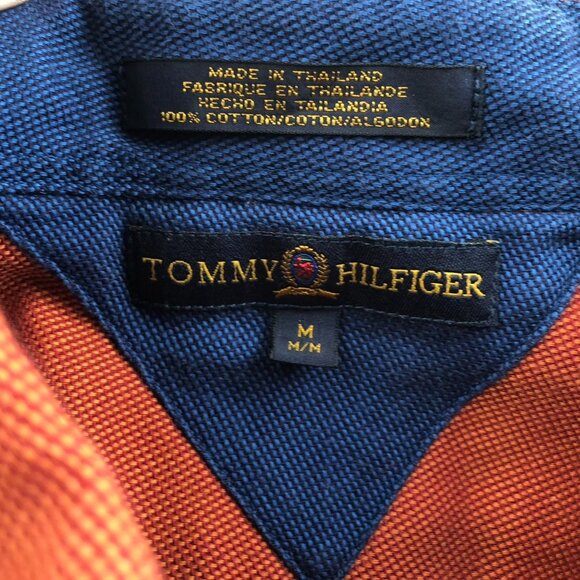 MADE IN THAILAND
FABRIQUE EN THAILANDE
HECHO EN TAILANDIA
100% COTTON/COTON/ALGODON
TOMMY HILFIGER
M
M/M